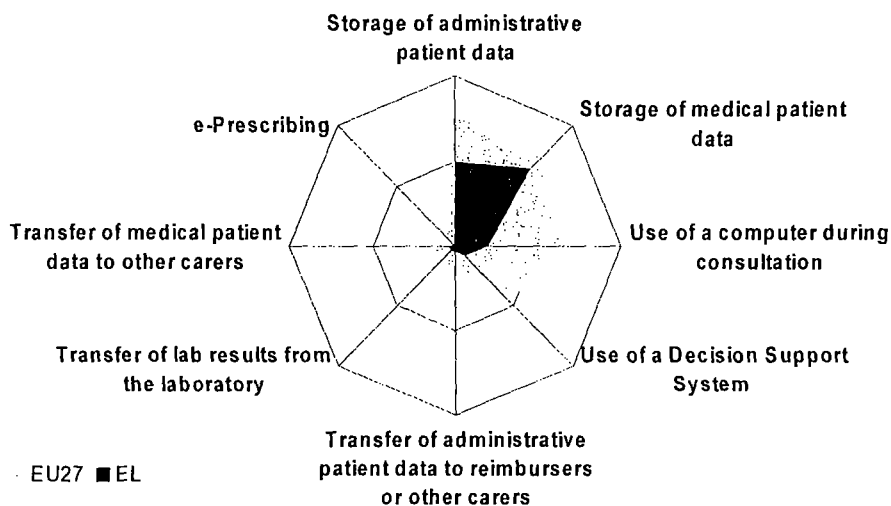 Storage of administrative
patient data
Storage of medical patient
data
e-Prescribing
Transfer of medical patient
data to other carers
Use of a computer during
consultation
Transfer of lab results from
the laboratory
Use of a Decision Support
System
Transfer of administrative
patient data to reimbursers
or other carers
EU27 ■ EL